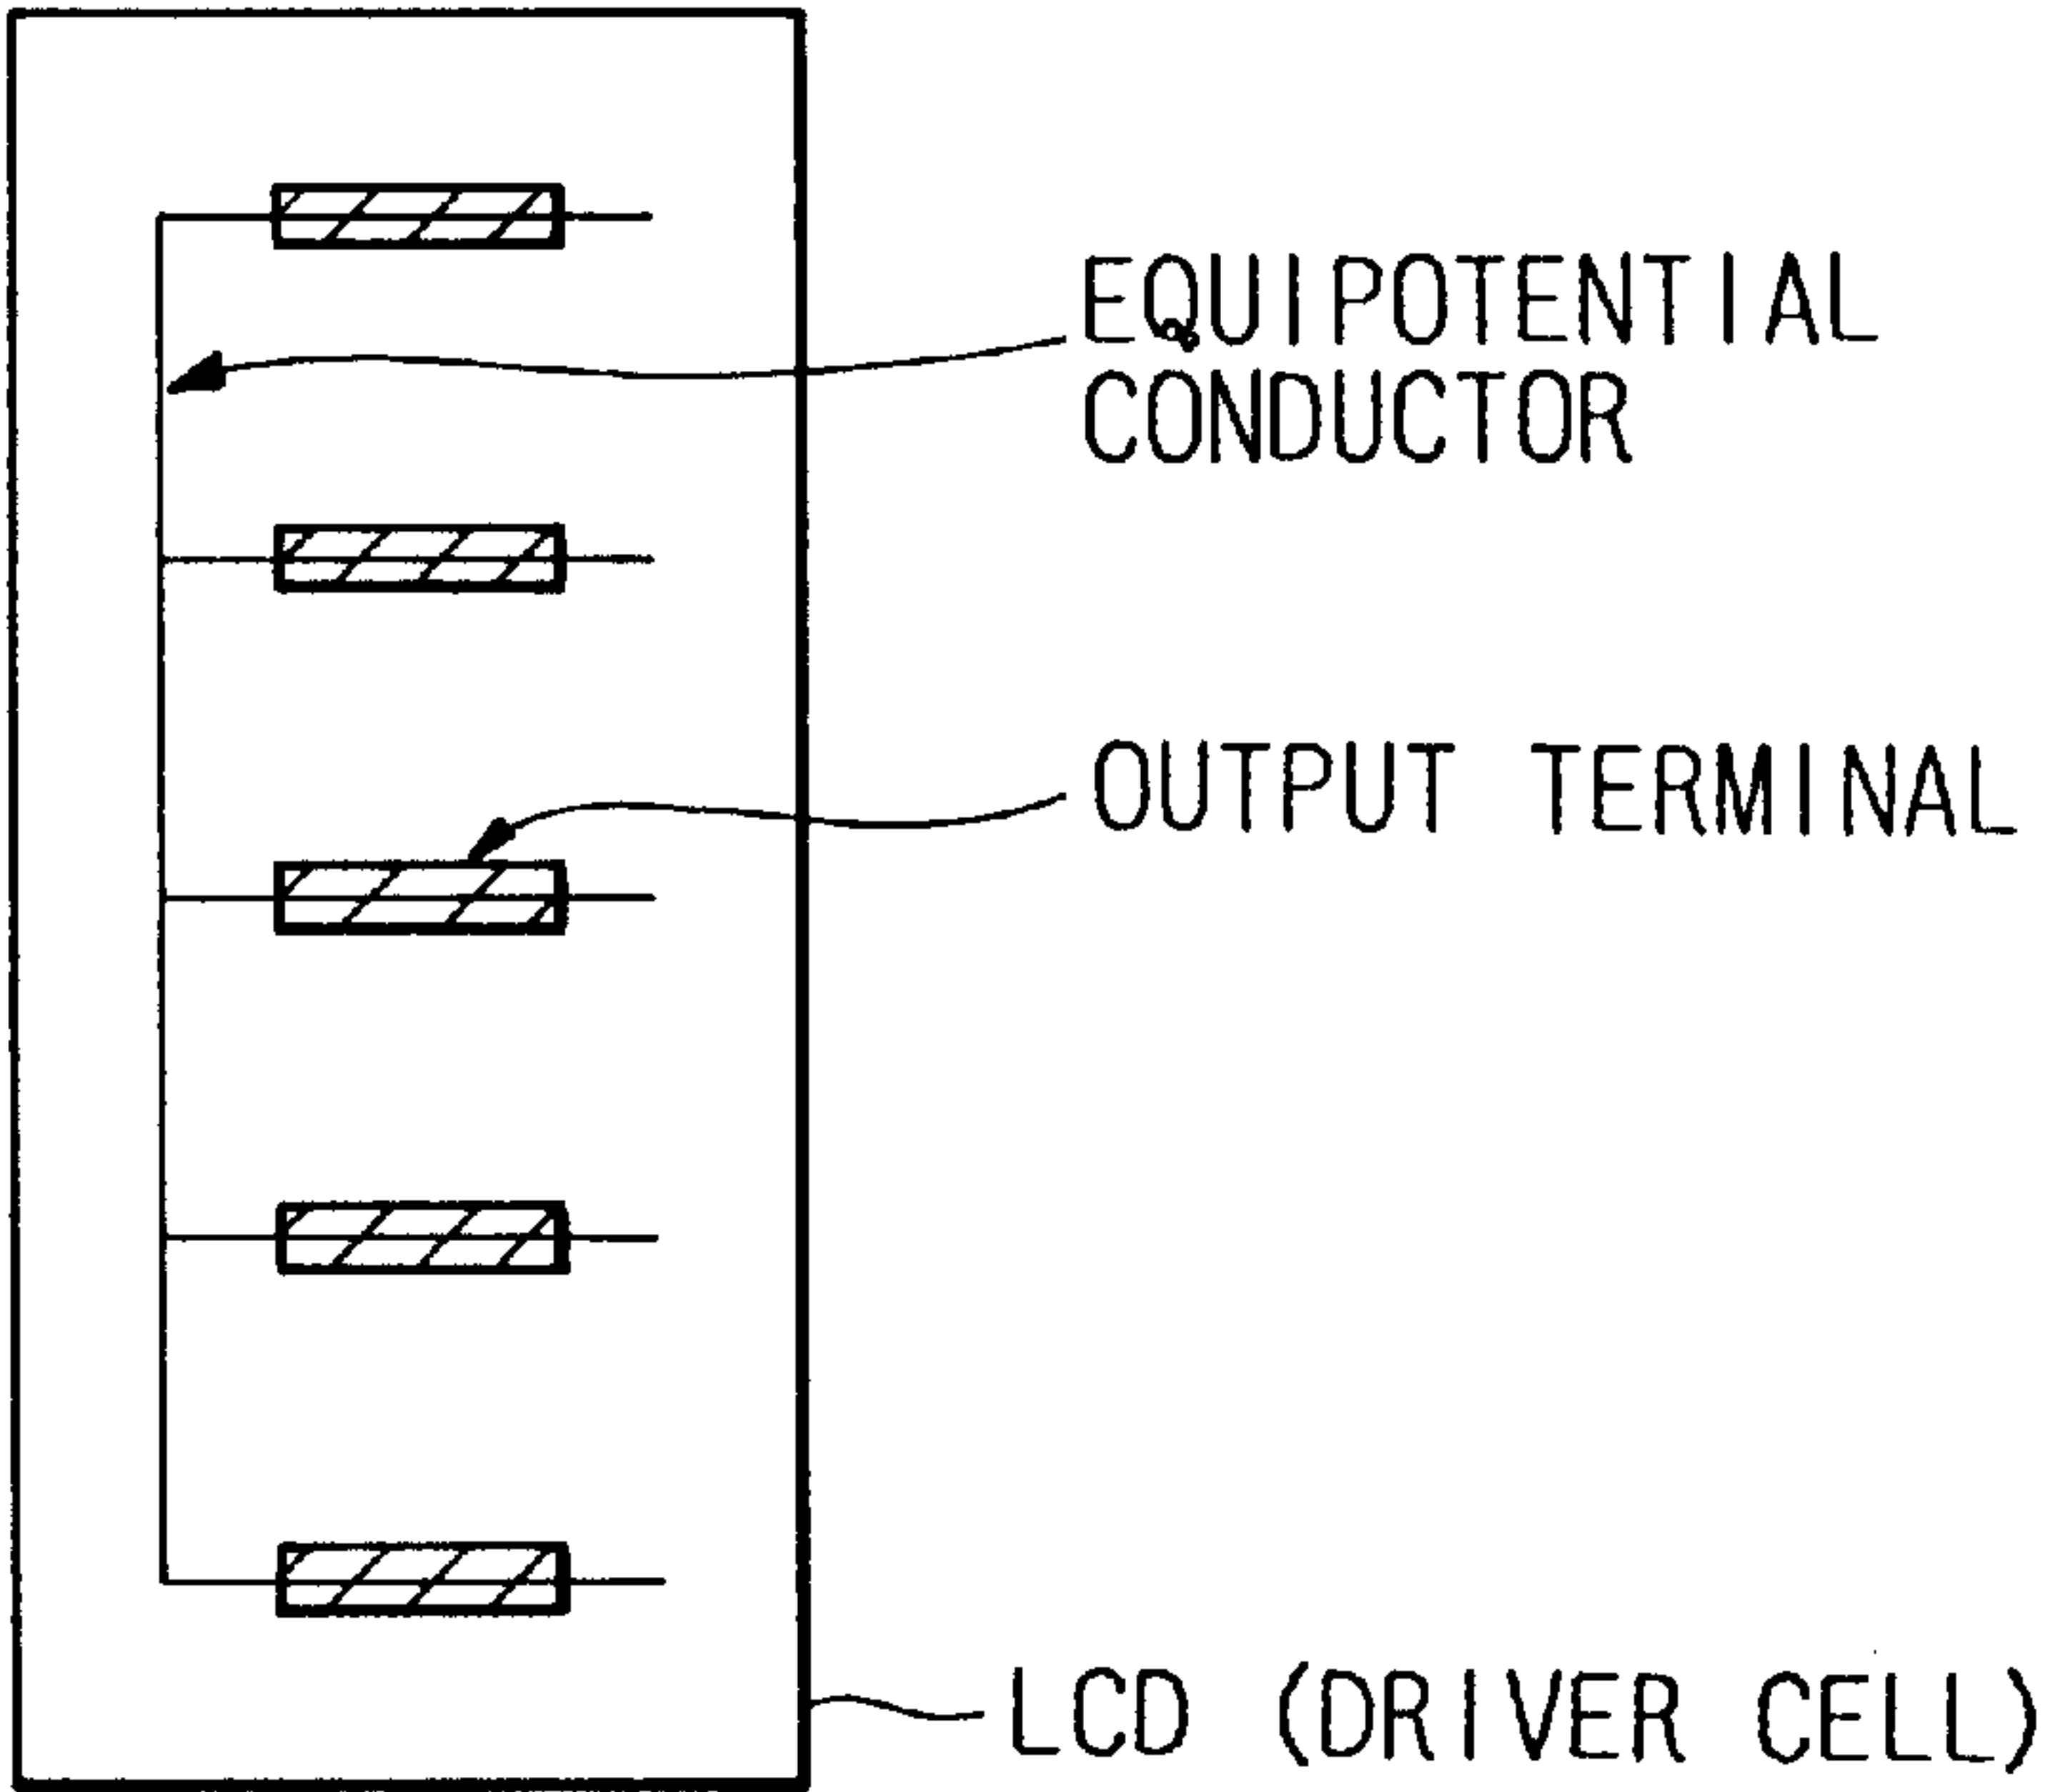 EQUIPOTENTIAL
CONDUCTOR
OUTPUT TERMINAL
LCD (DRIVER CELL)